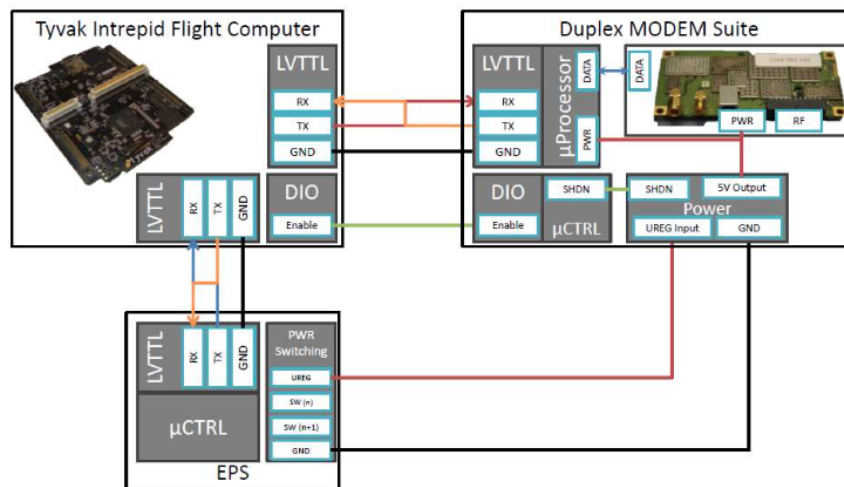 Tyvak Intrepid Flight Computer
LVTTL
RX
TX
GND
LVTTL
RX
TX
GND
DIO
Enable
Duplex MODEM Suite
LVTTL
RX
TX
GND
µProcessor
DATA
PWR
DATA
PWR
RF
DIO
Enable
SHDN
µCTRL
SHDN
5V Output
Power
UREG Input
GND
LVTTL
RX
TX
GND
µCTRL
PWR
Switching
UREG
SW (n)
SW (n+1)
GND
EPS